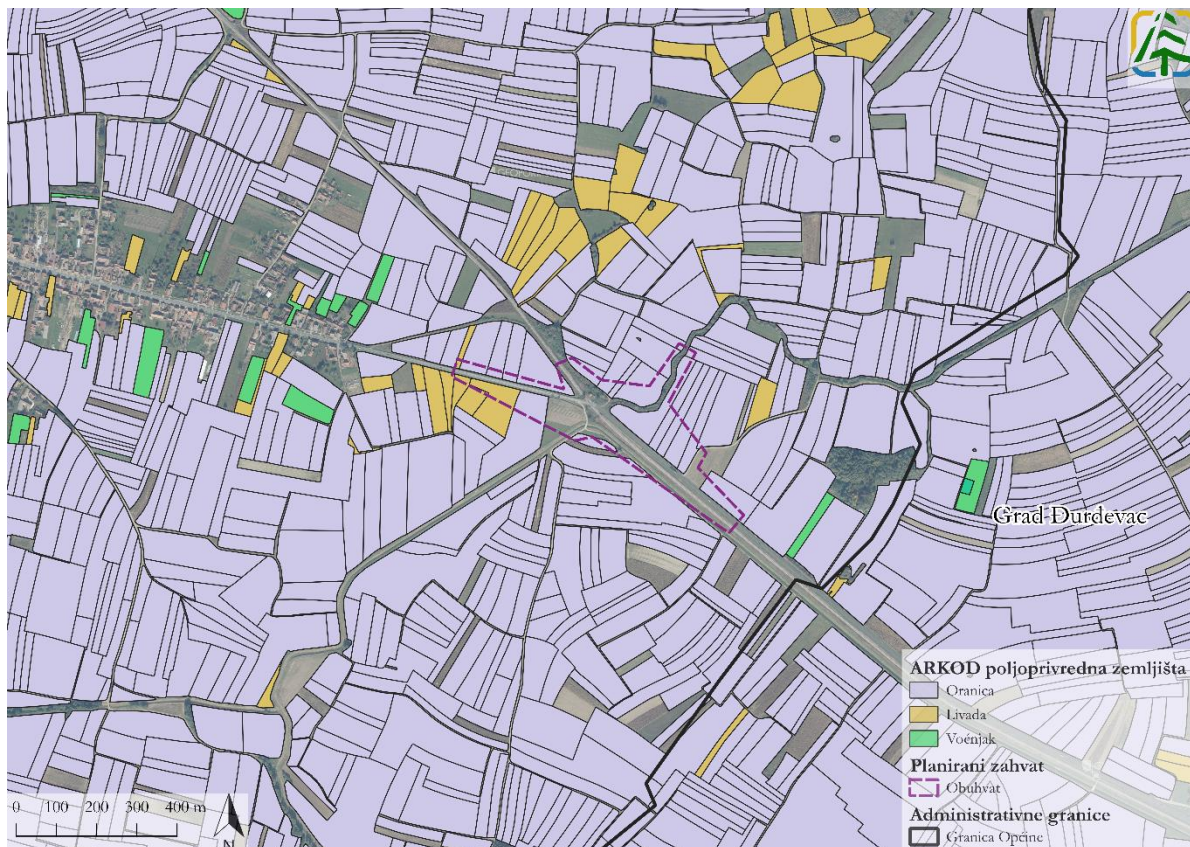 Grad Đurđevac
ARKOD poljoprivredna zemljišta
Oranica
Livada
Voćnjak
Planirani zahvat
Obuhvat
Administrativne granice
Granica Općine
0 100 200 300 400 m
N